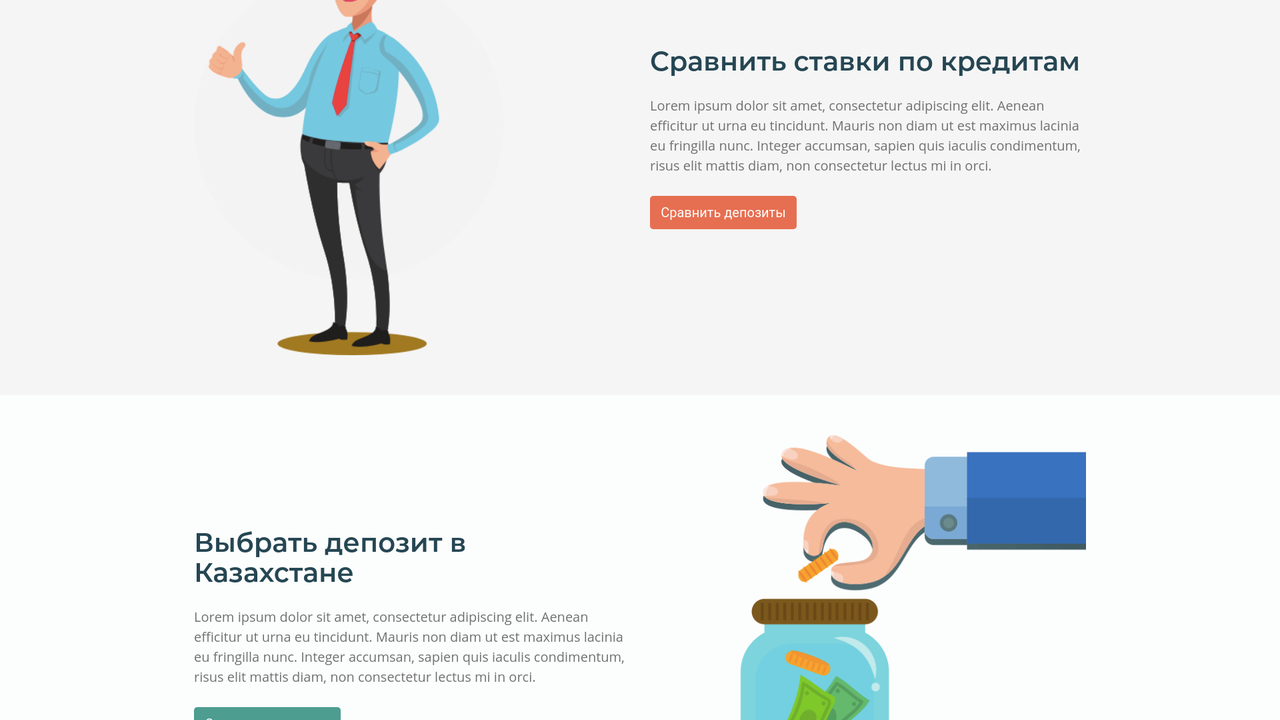 Сравнить ставки по кредитам
Lorem ipsum dolor sit amet, consectetur adipiscing elit. Aenean
efficitur ut urna eu tincidunt. Mauris non diam ut est maximus lacinia
eu fringilla nunc. Integer accumsan, sapien quis iaculis condimentum,
risus elit mattis diam, non consectetur lectus mi in orci.
Сравнить депозиты
Выбрать депозит в
Казахстане
Lorem ipsum dolor sit amet, consectetur adipiscing elit. Aenean
efficitur ut urna eu tincidunt. Mauris non diam ut est maximus lacinia
eu fringilla nunc. Integer accumsan, sapien quis iaculis condimentum,
risus elit mattis diam, non consectetur lectus mi in orci.